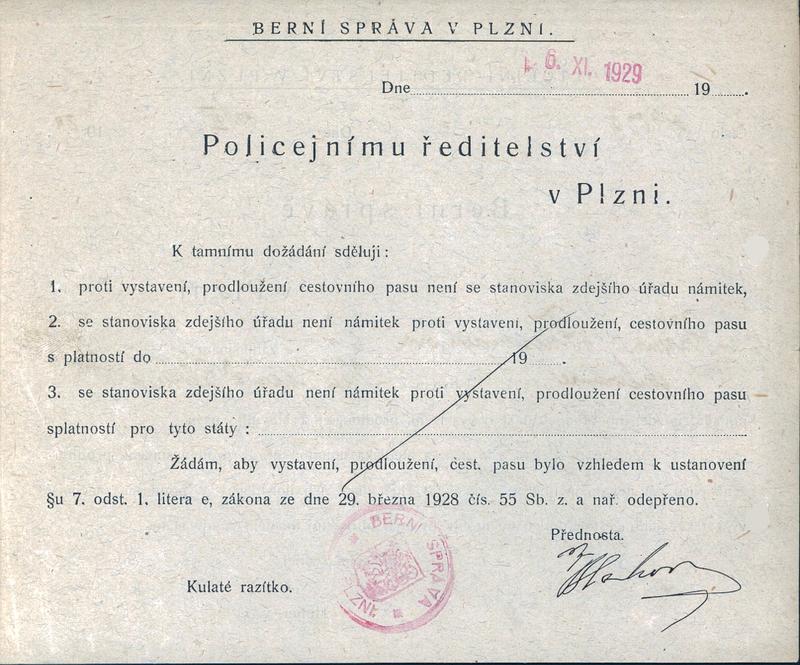 BERNÍ SPRÁVA V PLZNI.
6. XI. 1929
Dne 19 .
Policejnímu ředitelství
v Plzni.
K tamnímu dožádání sděluji :
1. proti vystavení, prodloužení cestovního pasu není se stanoviska zdejšího úřadu námitek,
2. se stanoviska zdejšího úřadu není námitek proti vystavení, prodloužení, cestovního pasu
s platností do 19 .
3. se stanoviska zdejšího úřadu není námitek proti vystavení, prodloužení cestovního pasu
splatností pro tyto státy :
Žádám, aby vystavení, prodloužení, cest. pasu bylo vzhledem k ustanovení
§u 7. odst. 1. litera e, zákona ze dne 29. března 1928 čís. 55 Sb. z. a nař. odepřeno.
Přednosta.
BERNÍ SPRÁVA
Kulaté razítko.